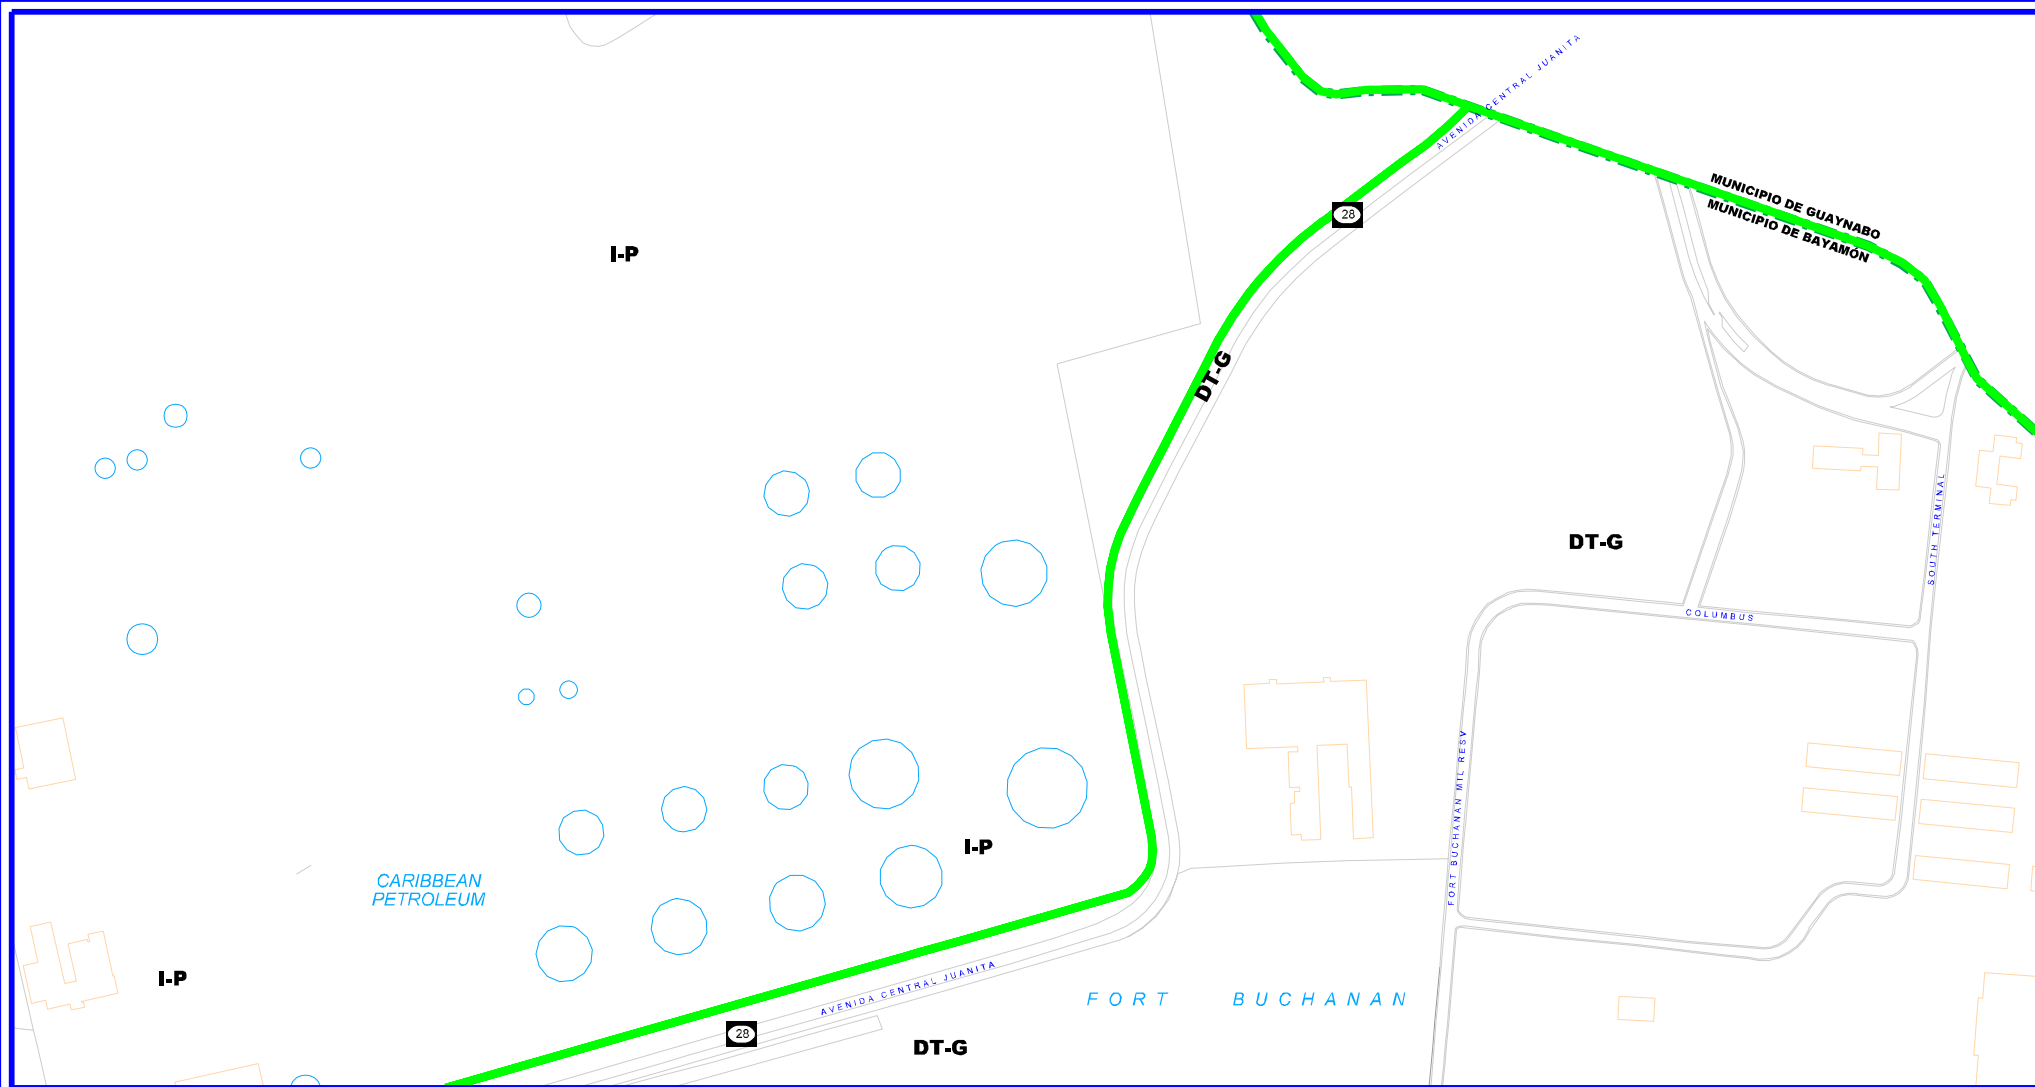 AVENIDA CENTRAL JUANITA
MUNICIPIO DE GUAYNABO
MUNICIPIO DE BAYAMÓN
28
I-P
DT-G
DT-G
SOUTH TERMINAL
COLUMBUS
FORT BUCHANAN MIL RESV
I-P
CARIBBEAN
PETROLEUM
I-P
AVENIDA CENTRAL JUANITA
FORT BUCHANAN
28
DT-G